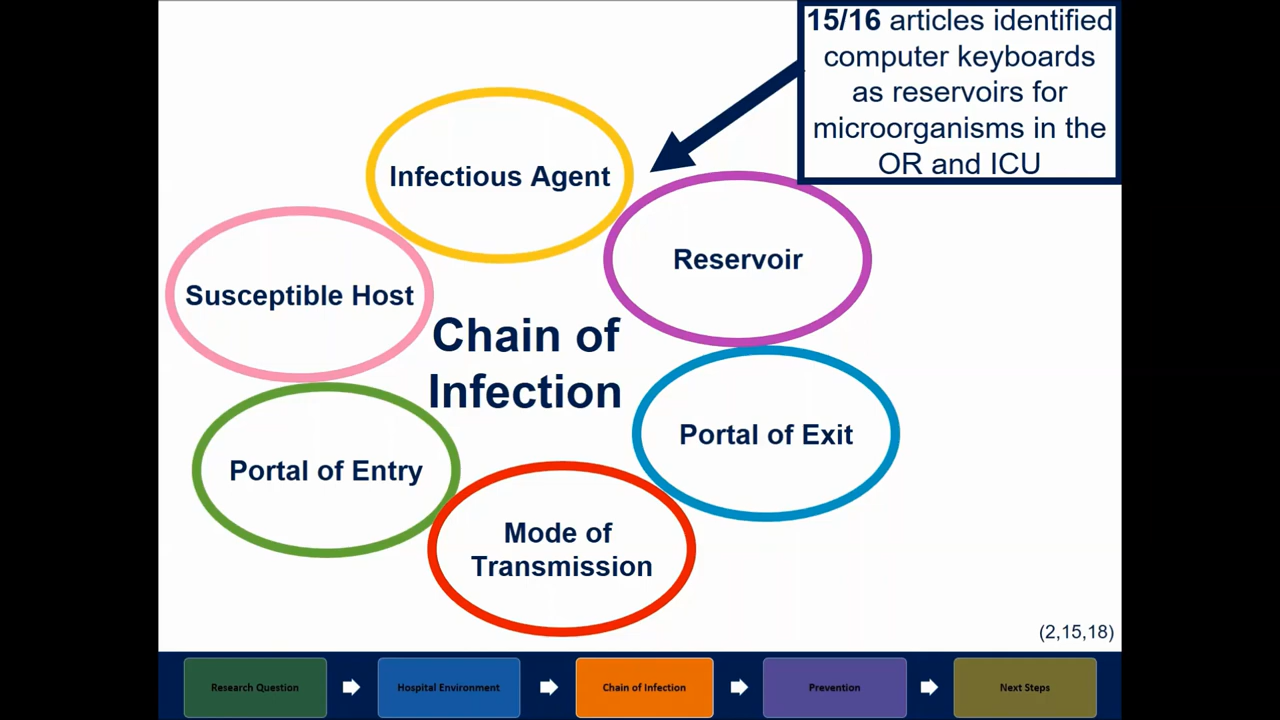 15/16 articles identified
computer keyboards
as reservoirs for
microorganisms in the
OR and ICU
Infectious Agent
Reservoir
Susceptible Host
Chain of
Infection
Portal of Exit
Portal of Entry
Mode of
Transmission
(2,15,18)
Research Question
Hospital Environment
Chain of Infection
Prevention
Next Steps